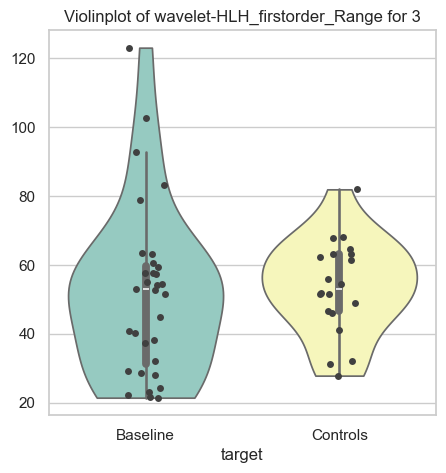 Violinplot of wavelet-HLH_firstorder_Range for 3
120
100
80
60
40
20
Baseline
Controls
target